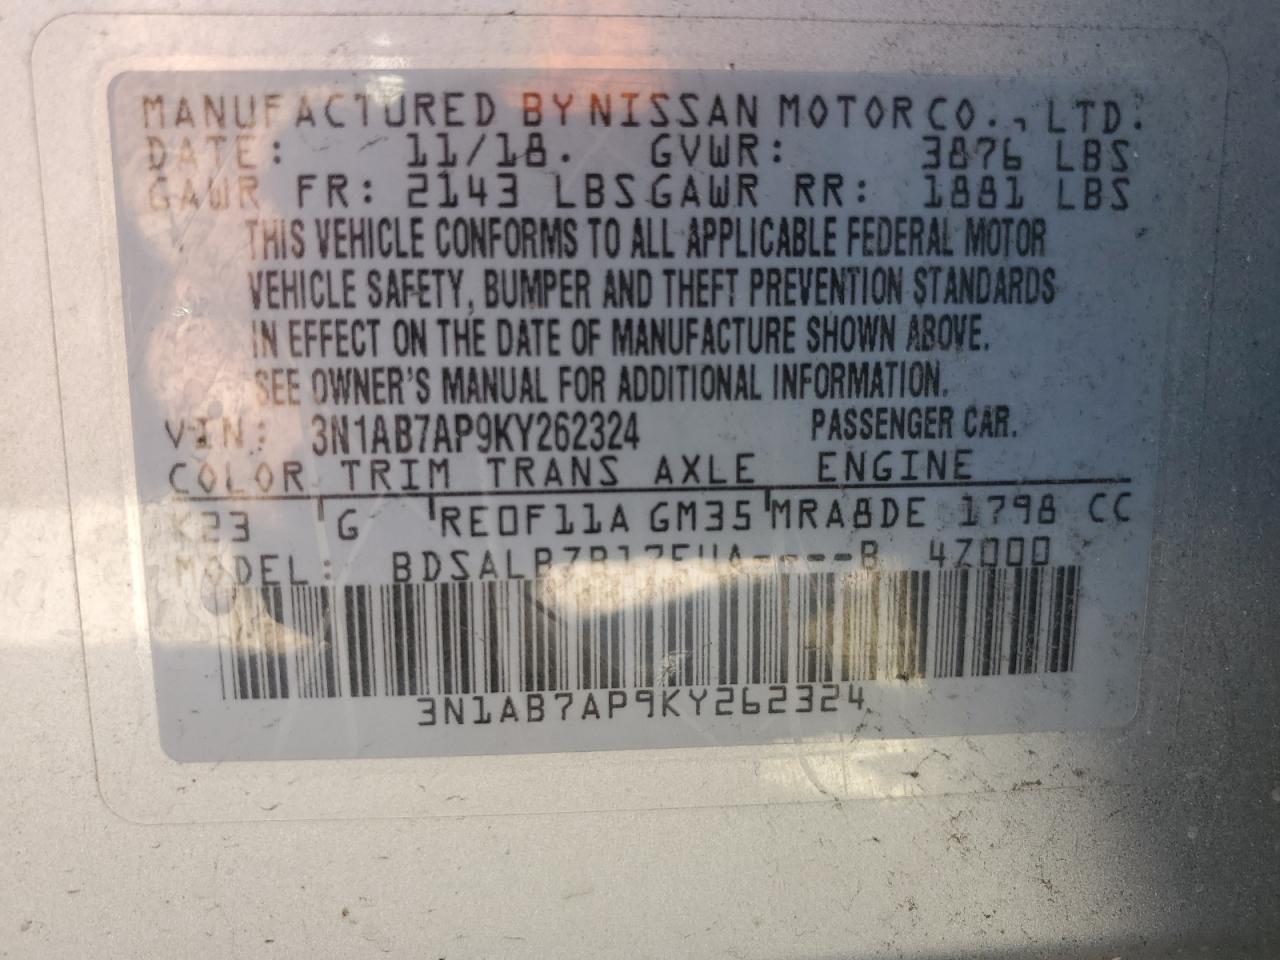 MANUFACTURED BY NISSAN MOTOR CO., LTD.
DATE: 11/18. GVWR: 3876 LBS
GAWR FR: 2143 LBS GAWR RR: 1881 LBS
THIS VEHICLE CONFORMS TO ALL APPLICABLE FEDERAL MOTOR
VEHICLE SAFETY, BUMPER AND THEFT PREVENTION STANDARDS
IN EFFECT ON THE DATE OF MANUFACTURE SHOWN ABOVE.
SEE OWNER'S MANUAL FOR ADDITIONAL INFORMATION.
VIN: 3N1AB7AP9KY262324 PASSENGER CAR.
COLOR TRIM TRANS AXLE ENGINE
K23 G RE0F11A GM35 MRA8DE 1798 CC
MODEL: 4Z000
3N1AB7AP9KY262324